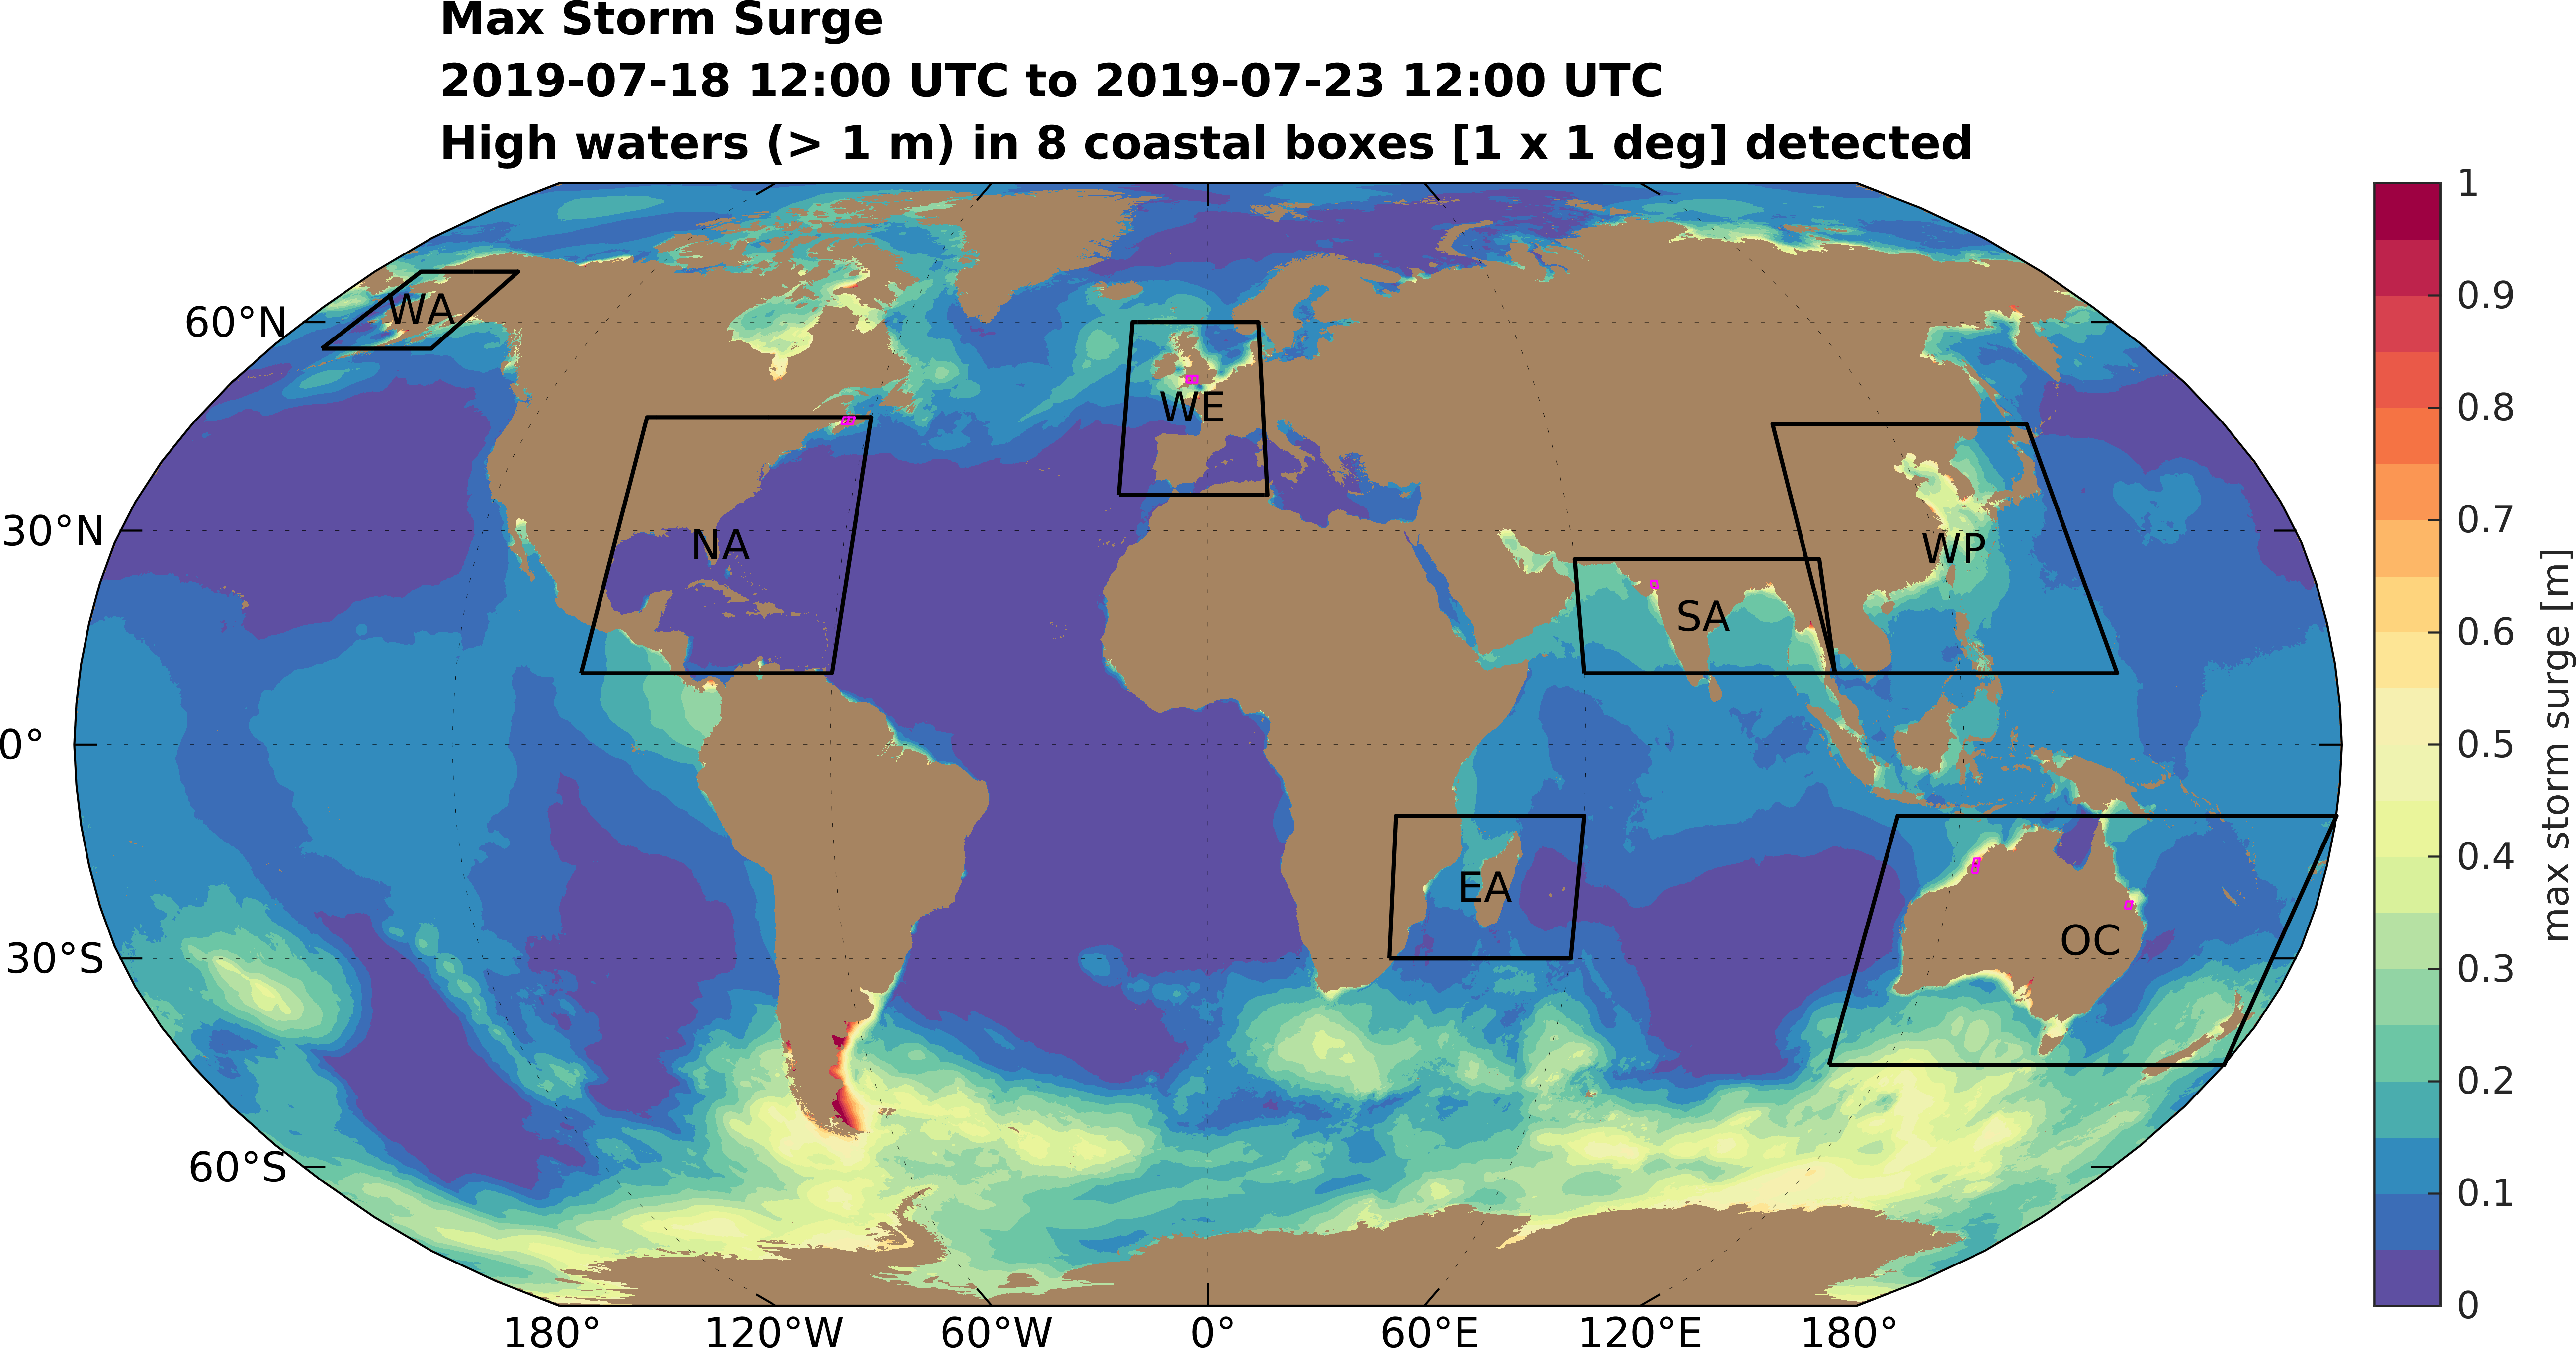 Max Storm Surge
2019-07-18 12:00 UTC to 2019-07-23 12:00 UTC
High waters (> 1 m) in 8 coastal boxes [1 x 1 deg] detected
60°N
30°N
0°
30°S
60°S
WA
NA
WE
SA
WP
EA
OC
180°
120°W
60°W
0°
60°E
120°E
180°
1
0.9
0.8
0.7
0.6
0.5
0.4
0.3
0.2
0.1
0
max storm surge [m]